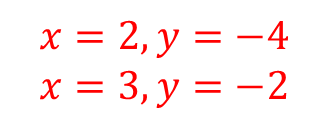 x = 2, y = −4
x = 3, y = −2